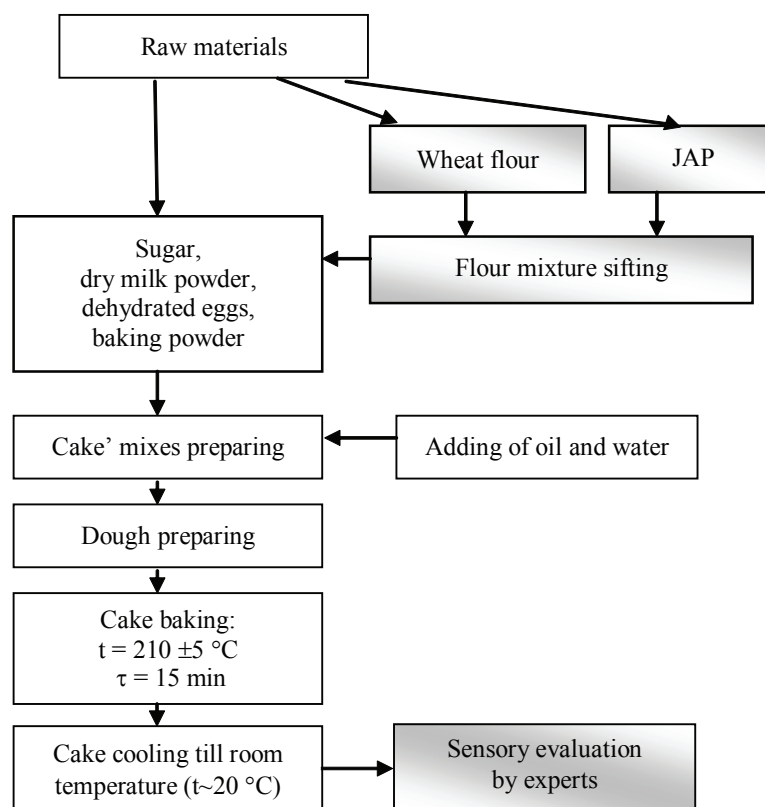 Raw materials
Wheat flour
JAP
Sugar,
dry milk powder,
dehydrated eggs,
baking powder
Flour mixture sifting
Cake’ mixes preparing
Adding of oil and water
Dough preparing
Cake baking:
t = 210 ±5 °C
τ = 15 min
Cake cooling till room
temperature (t~20 °C)
Sensory evaluation
by experts